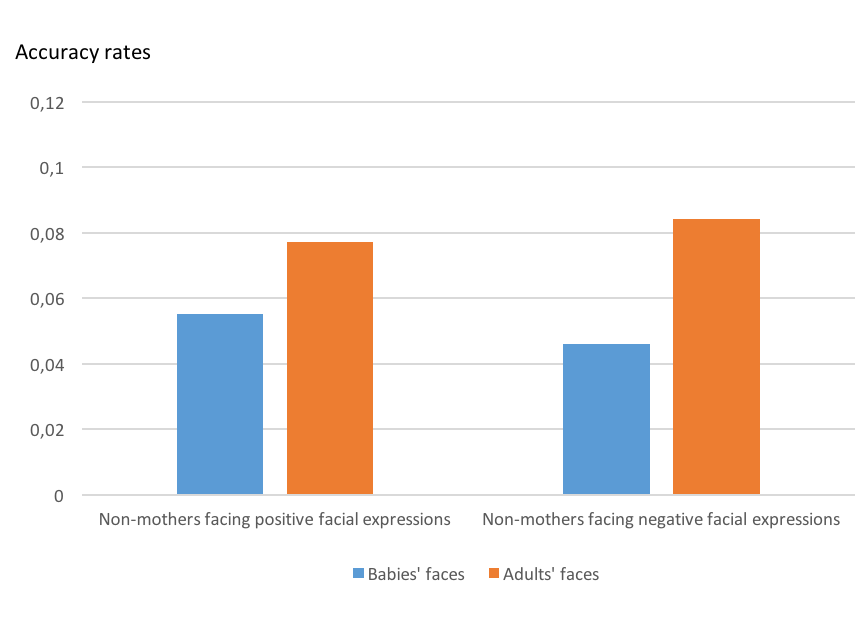 Accuracy rates
0,12
0,1
0,08
0,06
0,04
0,02
0
Non-mothers facing positive facial expressions
Non-mothers facing negative facial expressions
Babies' faces
Adults' faces